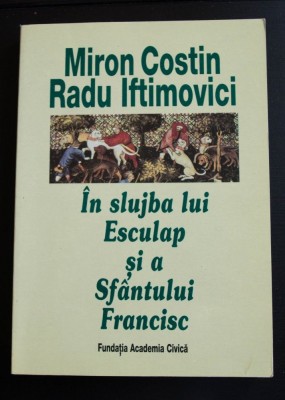 Miron Costin
Radu Iftimovici
În slujba lui
Esculap
și a
Sfântului
Francisc
Fundația Academia Civică